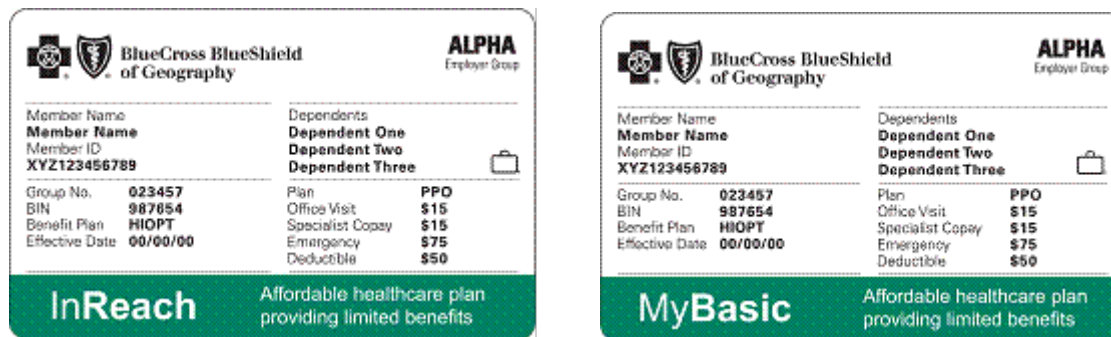 BlueCross BlueShield
of Geography
ALPHA
Employer Group
Member Name
Member Name
Member ID
XYZ123456789
Dependents
Dependent One
Dependent Two
Dependent Three
Group No. 023457
BIN 987654
Benefit Plan HIOPT
Effective Date 00/00/00
Plan PPO
Office Visit $15
Specialist Copay $15
Emergency $75
Deductible $50
InReach
Affordable healthcare plan
providing limited benefits
BlueCross BlueShield
of Geography
ALPHA
Employer Group
Member Name
Member Name
Member ID
XYZ123456789
Dependents
Dependent One
Dependent Two
Dependent Three
Group No. 023457
BIN 987654
Benefit Plan HIOPT
Effective Date 00/00/00
Plan PPO
Office Visit $15
Specialist Copay $15
Emergency $75
Deductible $50
MyBasic
Affordable healthcare plan
providing limited benefits